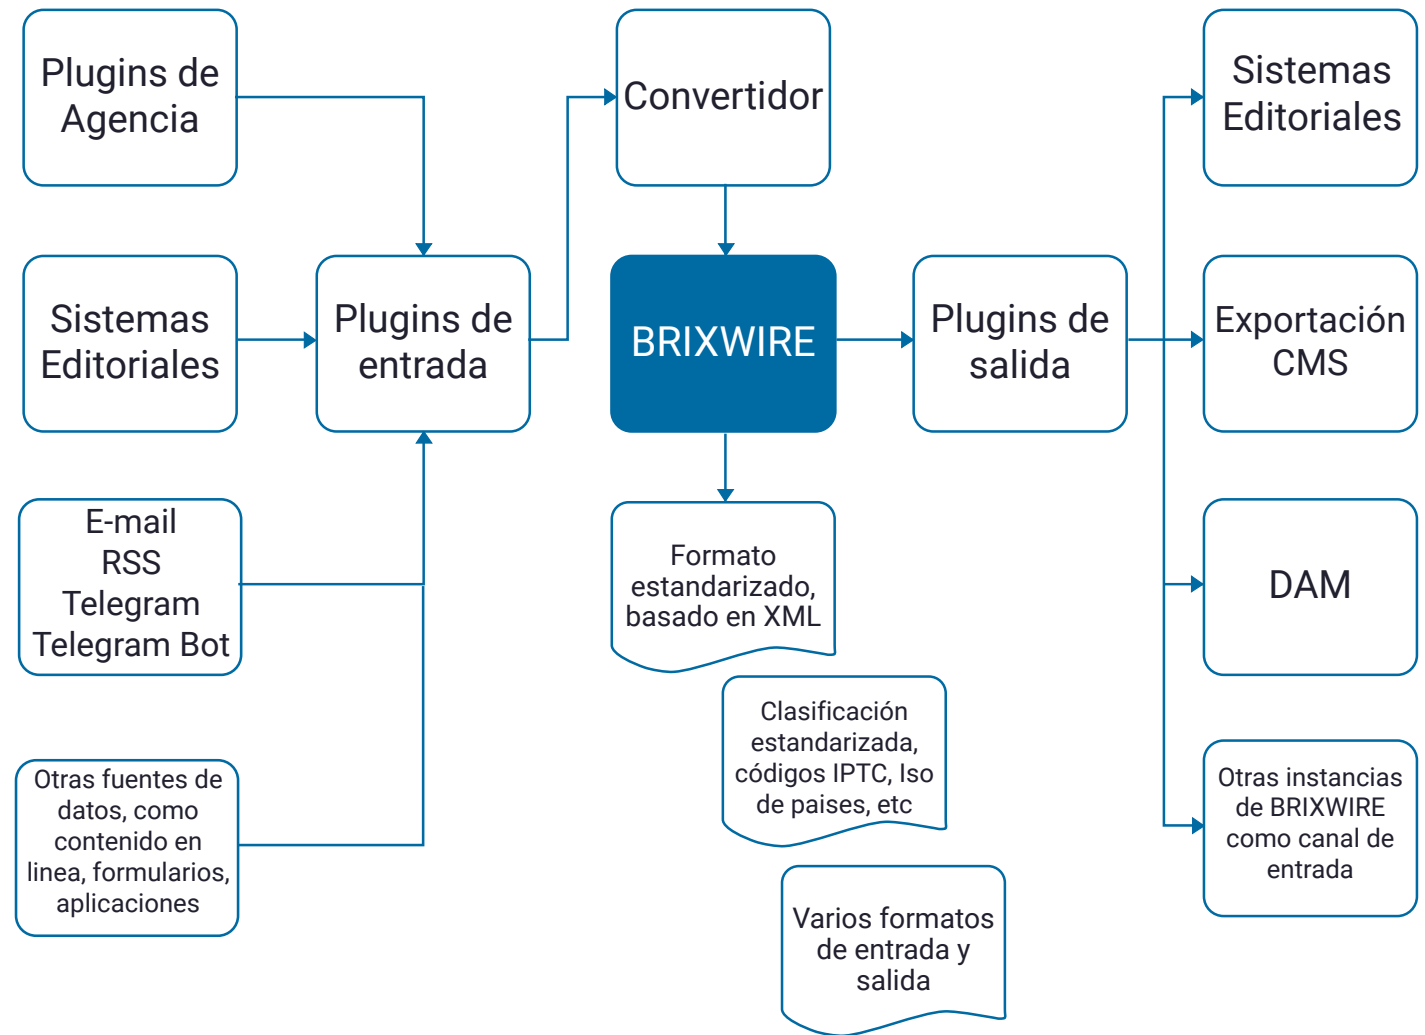 Plugins de
Agencia
Convertidor
Sistemas
Editoriales
Sistemas
Editoriales
Plugins de
entrada
BRIXWIRE
Plugins de
salida
Exportación
CMS
E-mail
RSS
Telegram
Telegram Bot
Formato
estandarizado,
basado en XML
DAM
Clasificación
estandarizada,
códigos IPTC, Iso
de paises, etc
Otras fuentes de
datos, como
contenido en
linea, formularios,
aplicaciones
Otras instancias
de BRIXWIRE
como canal de
entrada
Varios formatos
de entrada y
salida